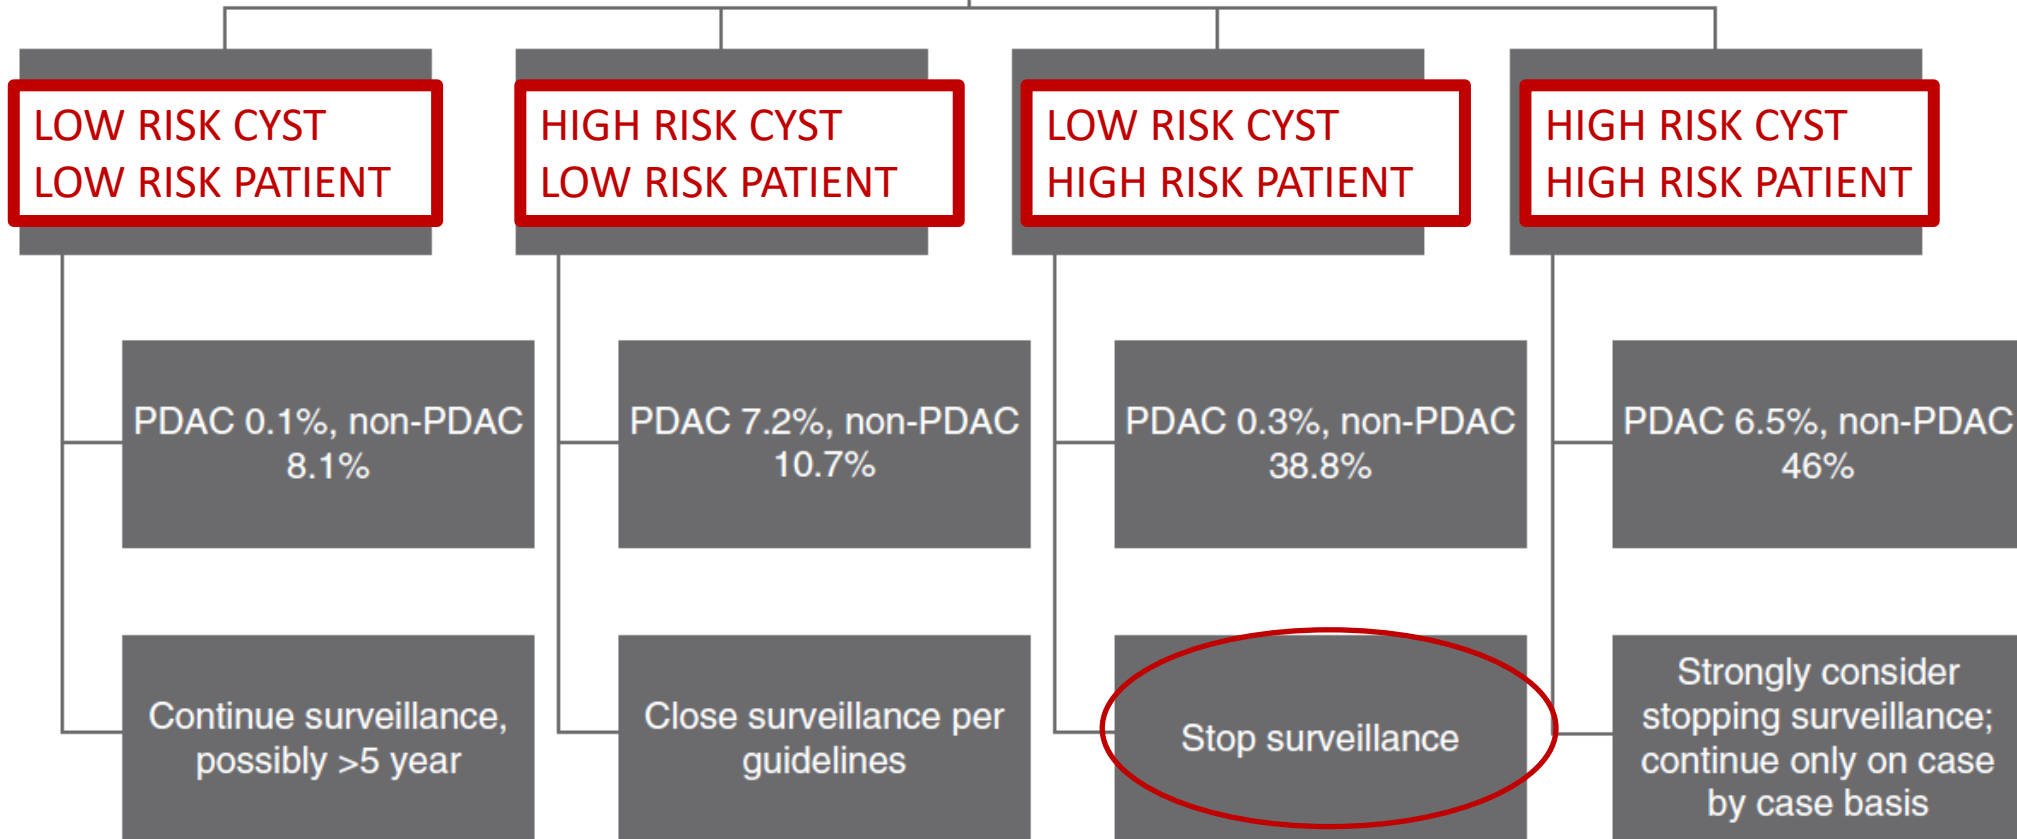 LOW RISK CYST
LOW RISK PATIENT
HIGH RISK CYST
LOW RISK PATIENT
LOW RISK CYST
HIGH RISK PATIENT
HIGH RISK CYST
HIGH RISK PATIENT
PDAC 0.1%, non-PDAC
8.1%
PDAC 7.2%, non-PDAC
10.7%
PDAC 0.3%, non-PDAC
38.8%
PDAC 6.5%, non-PDAC
46%
Continue surveillance,
possibly >5 year
Close surveillance per
guidelines
Stop surveillance
Strongly consider
stopping surveillance;
continue only on case
by case basis